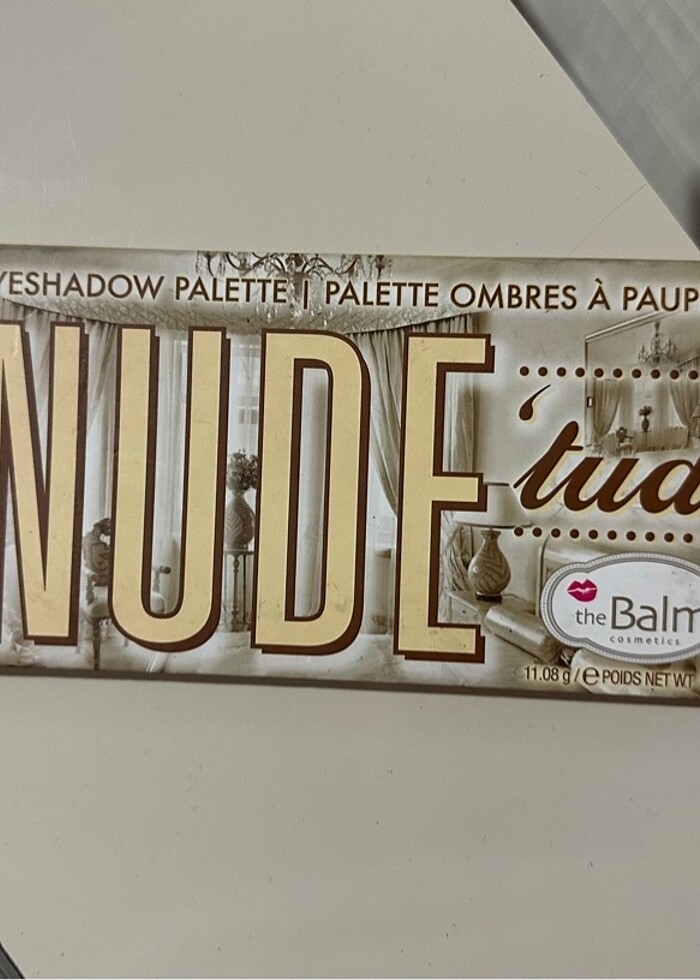 YESHADOW PALETTE | PALETTE OMBRES À PAUP
NUDE
'tud
the Balm
cosmetics
11.08 g / e POIDS NET WT